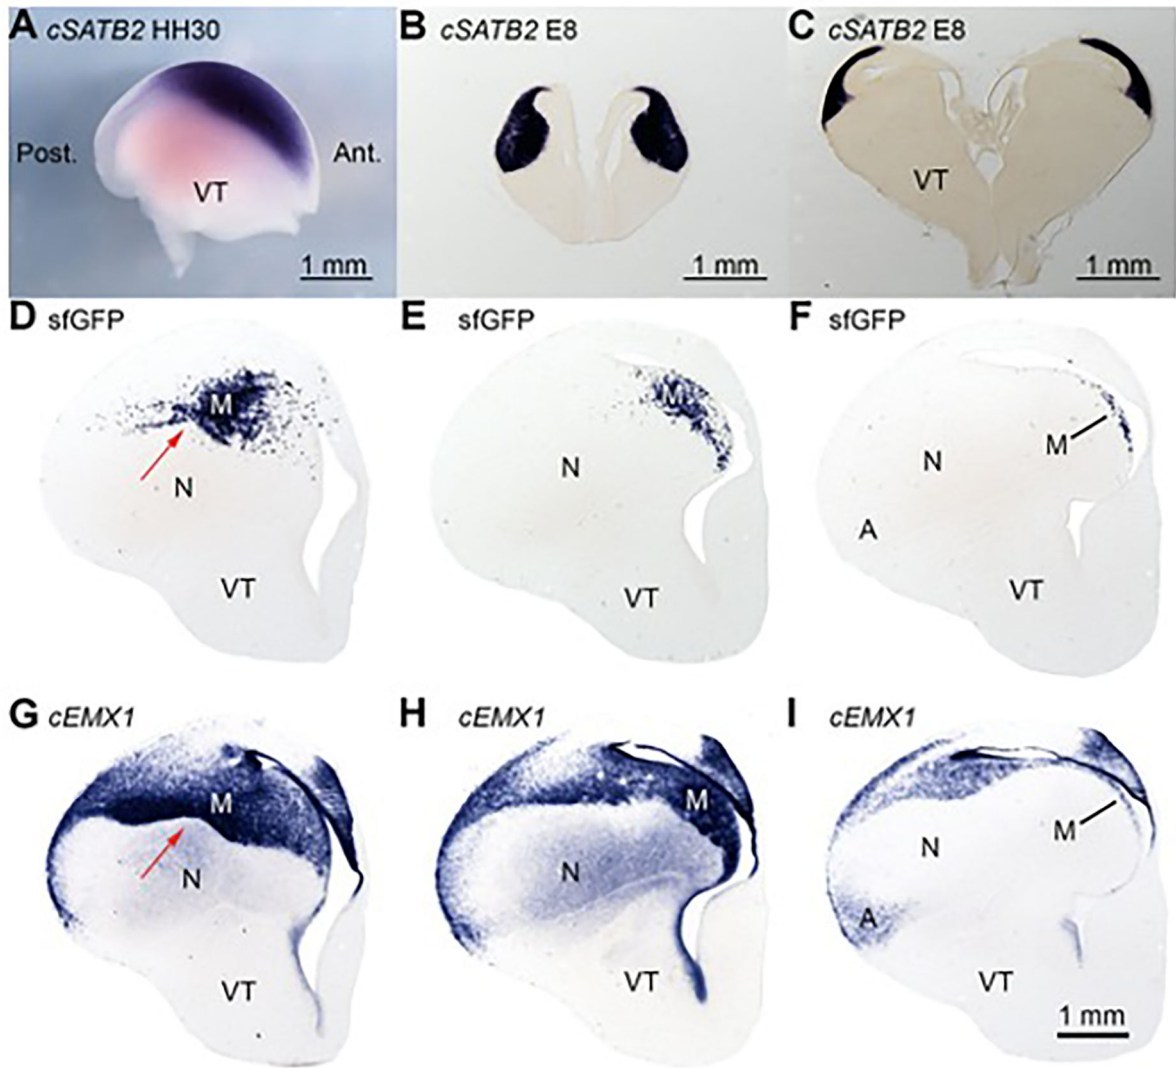 A cSATB2 HH30
Post.
Ant.
VT
1 mm
B cSATB2 E8
1 mm
C cSATB2 E8
VT
1 mm
D sfGFP
M
N
VT
E sfGFP
M
N
VT
F sfGFP
M
N
A
VT
G cEMX1
M
N
VT
H cEMX1
M
N
VT
I cEMX1
M
N
A
VT
1 mm